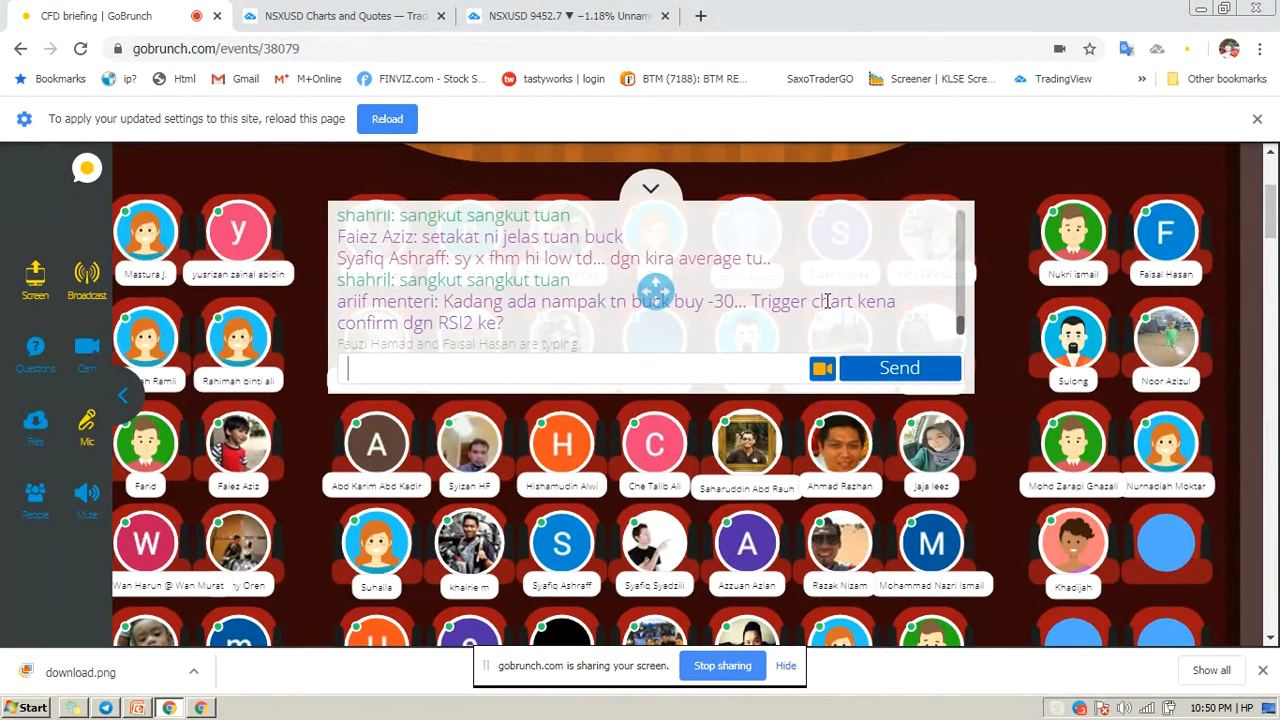 CFD briefing | GoBrunch
NSXUSD Charts and Quotes — Trad
NSXUSD 9452.7 ▼ −1.18% Unname
gobrunch.com/events/38079
Bookmarks
ip?
Html
Gmail
M+Online
FINVIZ.com - Stock S...
tastyworks | login
BTM (7188): BTM RE...
SaxoTraderGO
Screener | KLSE Scre...
TradingView
»
Other bookmarks
To apply your updated settings to this site, reload this page
Reload
shahril: sangkut sangkut tuan
Faiez Aziz: setakat ni jelas tuan buck
Syafiq Ashraff: sy x fhm hi low td... dgn kira average tu..
shahril: sangkut sangkut tuan
ariif menteri: Kadang ada nampak tn buck buy -30... Trigger chart kena
confirm dgn RSI2 ke?
Fauzi Hamad and Faisal Hasan are typing.
Send
Screen
Broadcast
Questions
Cam
Files
Mic
People
Mute
y
S
F
Mastura J.
yusrizan zainal abidin
Nukri ismail
Faisal Hasan
Ramli
Rahimah binti ali
Sulong
Noor Azizul
A
H
C
Farid
Faiez Aziz
Abd Karim Abd Kadir
Syizan HF
Hishamudin Alwi
Che Talib Ali
Saharuddin Abd Rauh
Ahmad Razhan
Jaja leez
Mohd Zarapi Ghazali
Nurnadiah Moktar
W
S
A
M
Wan Harun @ Wan Murat
y Oren
Suhaila
khairie m
Syafiq Ashraff
Syafiq Syadzili
Azzuan Azlan
Razak Nizam
Mohammad Nazri Ismail
Khadijah
gobrunch.com is sharing your screen.
Stop sharing
Hide
download.png
Show all
Start
10:50 PM
HP